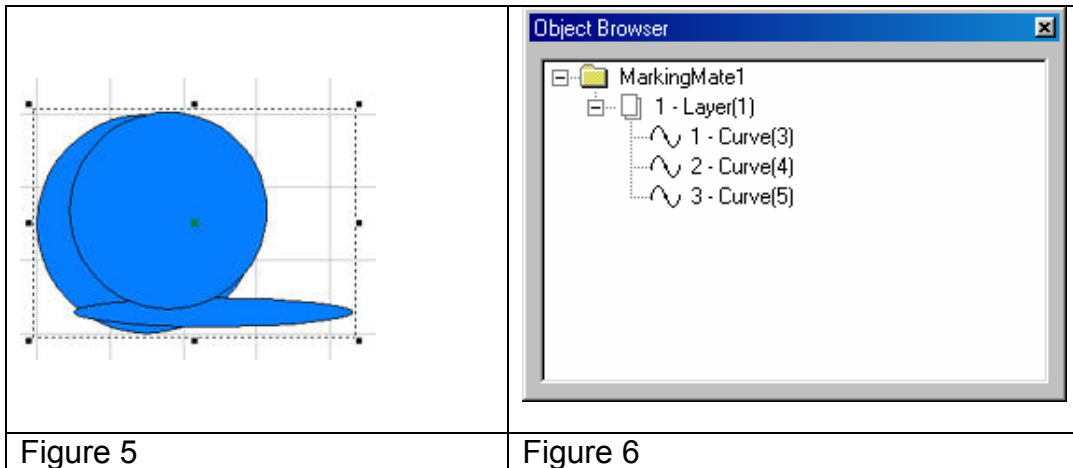 Object Browser
MarkingMate1
1 - Layer(1)
1 - Curve(3)
2 - Curve(4)
3 - Curve(5)
Figure 5
Figure 6